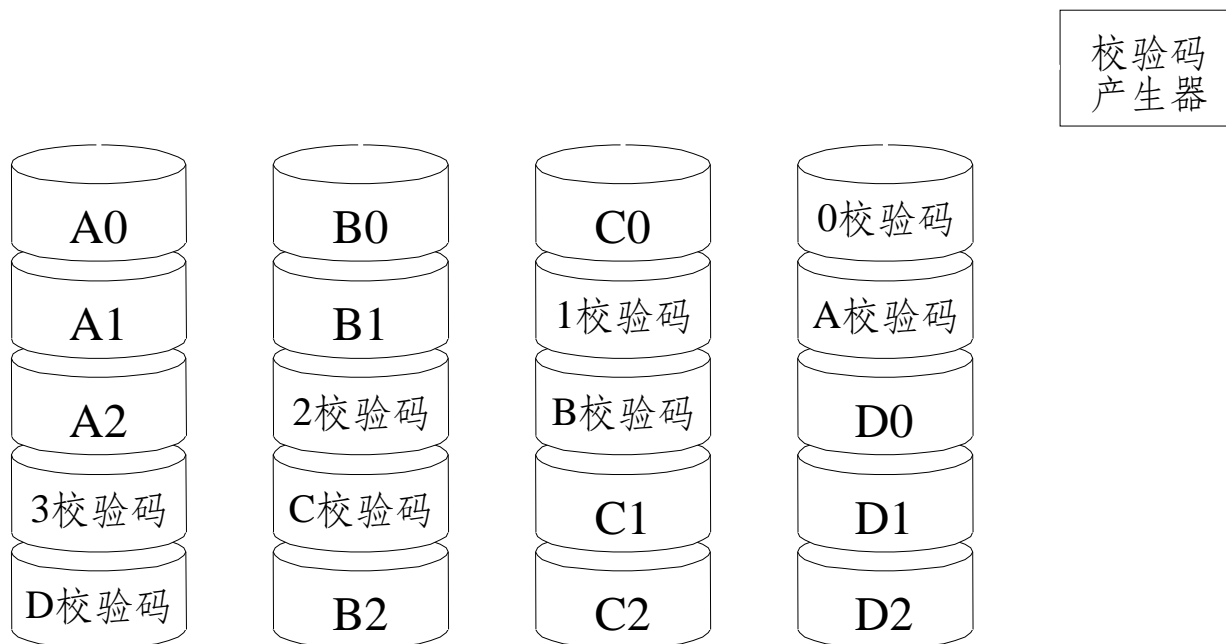 校验码
产生器
A0 B0 C0 0校验码
A1 B1 1校验码 A校验码
A2 2校验码 B校验码 D0
3校验码 C校验码 C1 D1
D校验码 B2 C2 D2